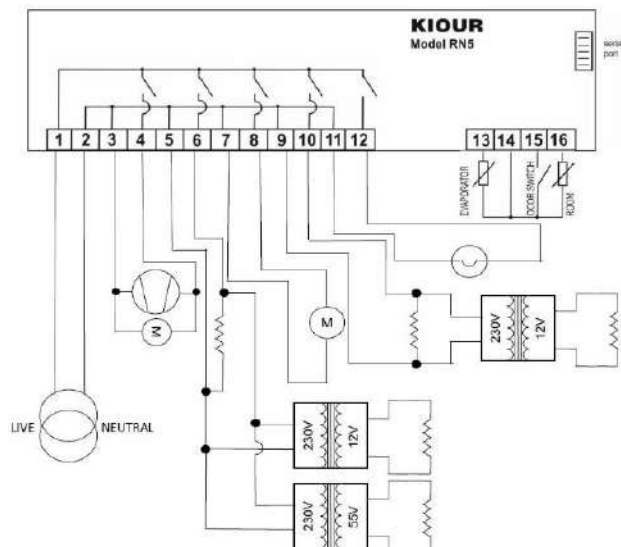 KIOUR
Model RN5
port
1 2 3 4 5 6 7 8 9 10 11 12 13 14 15 16
EVAPORATOR
DOOR SWITCH
ROOM
M
M
230V 12V
LIVE NEUTRAL
230V 12V
230V 55V